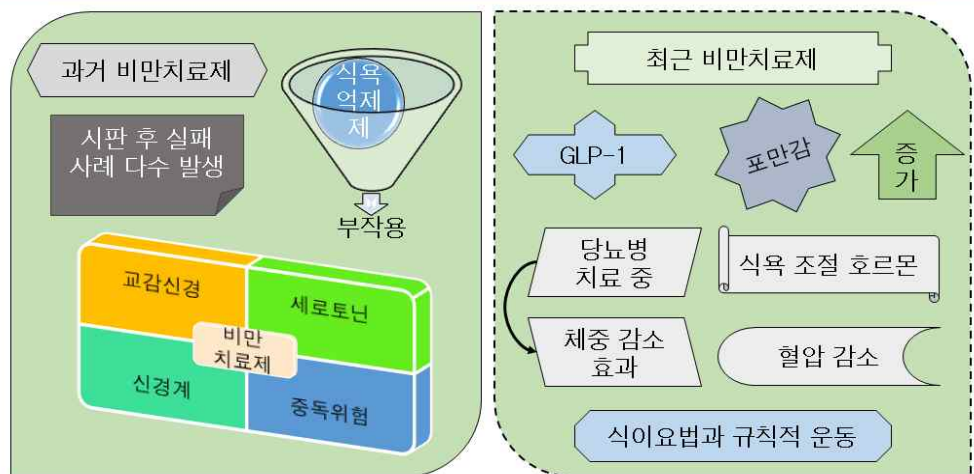 과거 비만치료제
식욕
억제
제
시판 후 실패
사례 다수 발생
부작용
교감신경
세로토닌
비만
치료제
신경계
중독위험
최근 비만치료제
GLP-1
포만감
증
가
당뇨병
치료 중
식욕 조절 호르몬
체중 감소
효과
혈압 감소
식이요법과 규칙적 운동